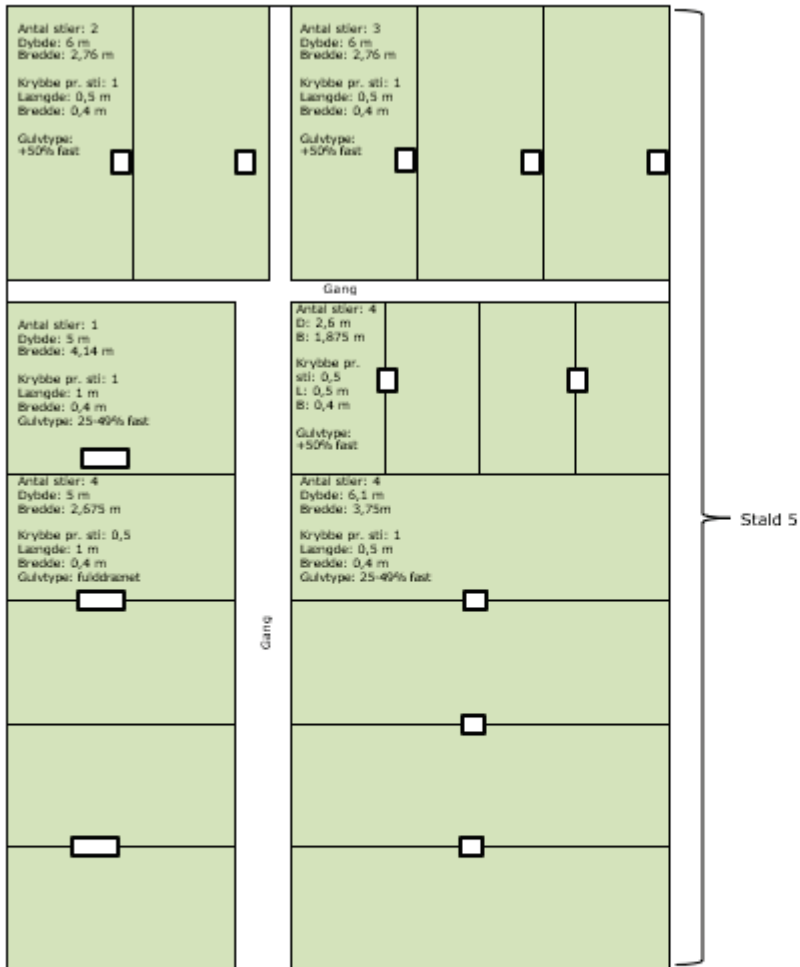 Antal stier: 2
Dybde: 6 m
Bredde: 2,76 m
Krybbe pr. sti: 1
Længde: 0,5 m
Bredde: 0,4 m
Gulvtype:
+50% fast
Antal stier: 3
Dybde: 6 m
Bredde: 2,76 m
Krybbe pr. sti: 1
Længde: 0,5 m
Bredde: 0,4 m
Gulvtype:
+50% fast
Gang
Antal stier: 1
Dybde: 5 m
Bredde: 4,14 m
Krybbe pr. sti: 1
Længde: 1 m
Bredde: 0,4 m
Gulvtype: 25-49% fast
Antal stier: 4
D: 2,6 m
B: 1,875 m
Krybbe pr.
sti: 0,5
L: 0,5 m
B: 0,4 m
Gulvtype:
+50% fast
Antal stier: 4
Dybde: 5 m
Bredde: 2,675 m
Krybbe pr. sti: 0,5
Længde: 1 m
Bredde: 0,4 m
Gulvtype: fulddrænet
Antal stier: 4
Dybde: 6,1 m
Bredde: 3,75m
Krybbe pr. sti: 1
Længde: 0,5 m
Bredde: 0,4 m
Gulvtype: 25-49% fast
Gang
Stald 5